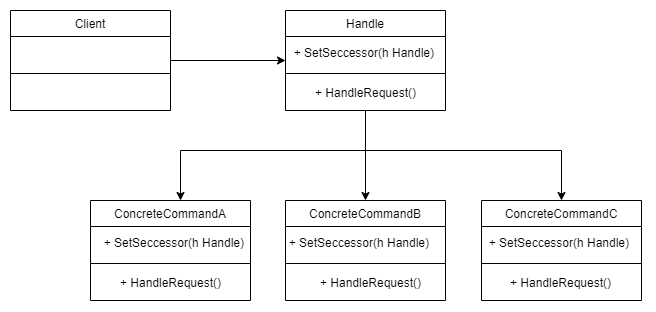 Client
Handle
+ SetSeccessor(h Handle)
+ HandleRequest()
ConcreteCommandA
ConcreteCommandB
ConcreteCommandC
+ SetSeccessor(h Handle)
+ SetSeccessor(h Handle)
+ SetSeccessor(h Handle)
+ HandleRequest()
+ HandleRequest()
+ HandleRequest()